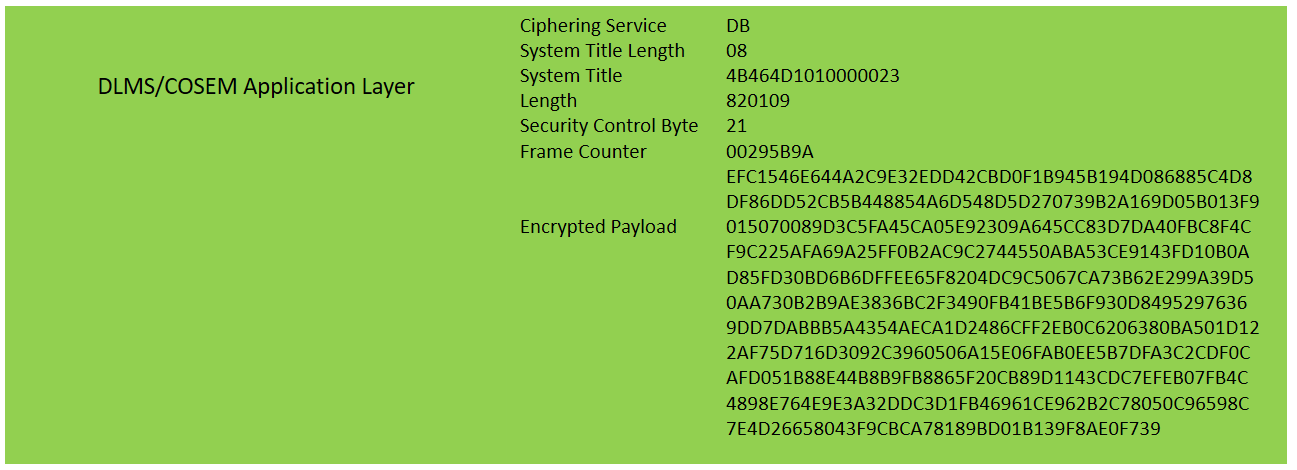 Ciphering Service DB
System Title Length 08
DLMS/COSEM Application Layer
System Title 4B464D1010000023
Length 820109
Security Control Byte 21
Frame Counter 00295B9A
EFC1546E644A2C9E32EDD42CBD0F1B945B194D086885C4D8
DF86DD52CB5B448854A6D548D5D270739B2A169D05B013F9
Encrypted Payload 015070089D3C5FA45CA05E92309A645CC83D7DA40FBC8F4C
F9C225AFA69A25FF0B2AC9C2744550ABA53CE9143FD10B0A
D85FD30BD6B6DFFEE65F8204DC9C5067CA73B62E299A39D5
0AA730B2B9AE3836BC2F3490FB41BE5B6F930D8495297636
9DD7DABBB5A4354AECA1D2486CFF2EB0C6206380BA501D12
2AF75D716D3092C3960506A15E06FAB0EE5B7DFA3C2CDF0C
AFD051B88E44B8B9FB8865F20CB89D1143CDC7EFEB07FB4C
4898E764E9E3A32DDC3D1FB46961CE962B2C78050C96598C
7E4D26658043F9CBCA78189BD01B139F8AE0F739